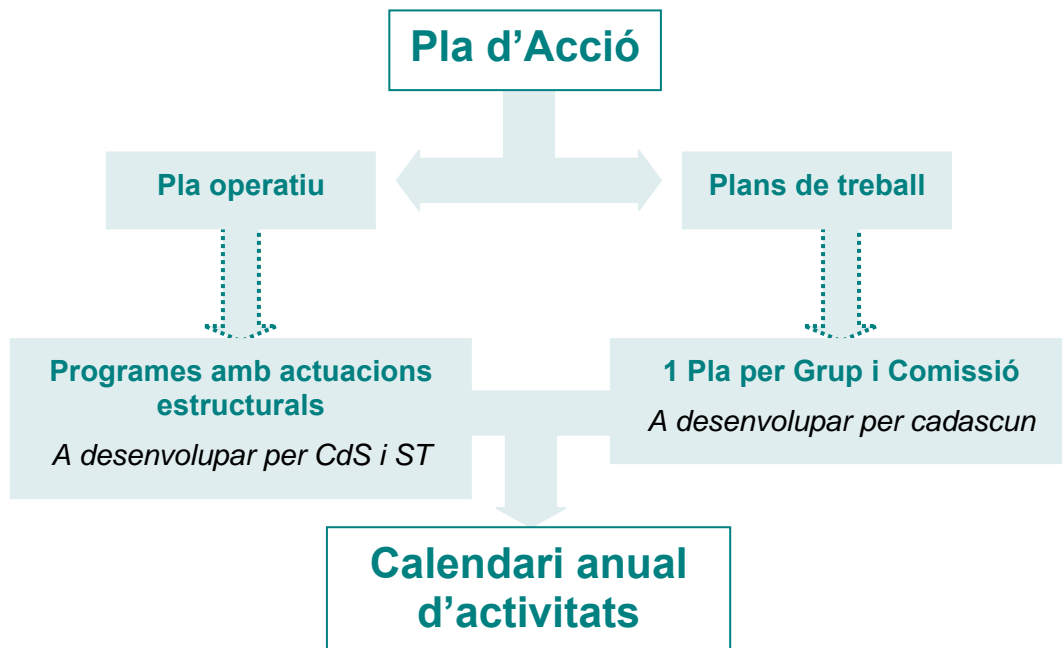 Pla d’Acció
Pla operatiu
Plans de treball
Programes amb actuacions
estructurals
A desenvolupar per CdS i ST
1 Pla per Grup i Comissió
A desenvolupar per cadascun
Calendari anual
d’activitats